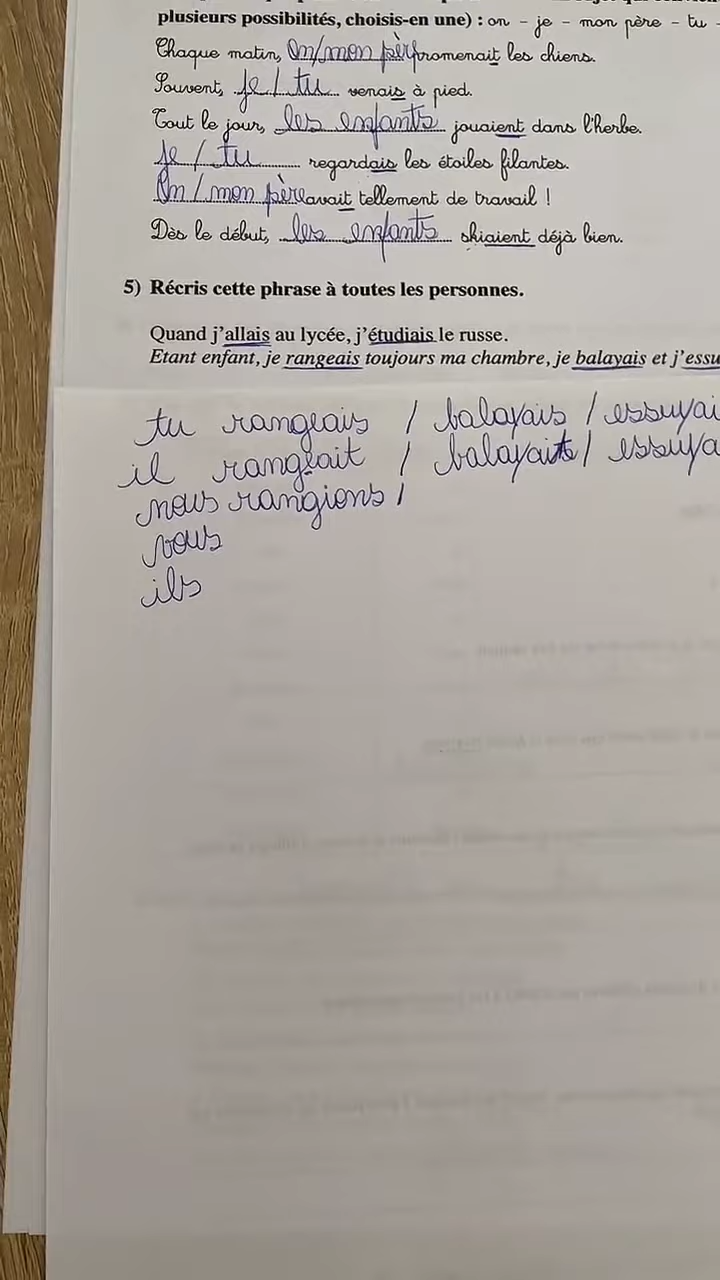 plusieurs possibilités, choisis-en une) : on - je - mon père - tu -
Chaque matin, On/mon père promenait les chiens.
Souvent, je / tu venais à pied.
Tout le jour, les enfants jouaient dans l'herbe.
je / tu regardais les étoiles filantes.
On / mon père avait tellement de travail !
Dès le début, les enfants skiaient déjà bien.
5) Récris cette phrase à toutes les personnes.
Quand j'allais au lycée, j'étudiais le russe.
Etant enfant, je rangeais toujours ma chambre, je balayais et j'essu
tu rangeais / balayais / essuyai
il rangeait / balayait / essuya
nous rangions /
vous
ils